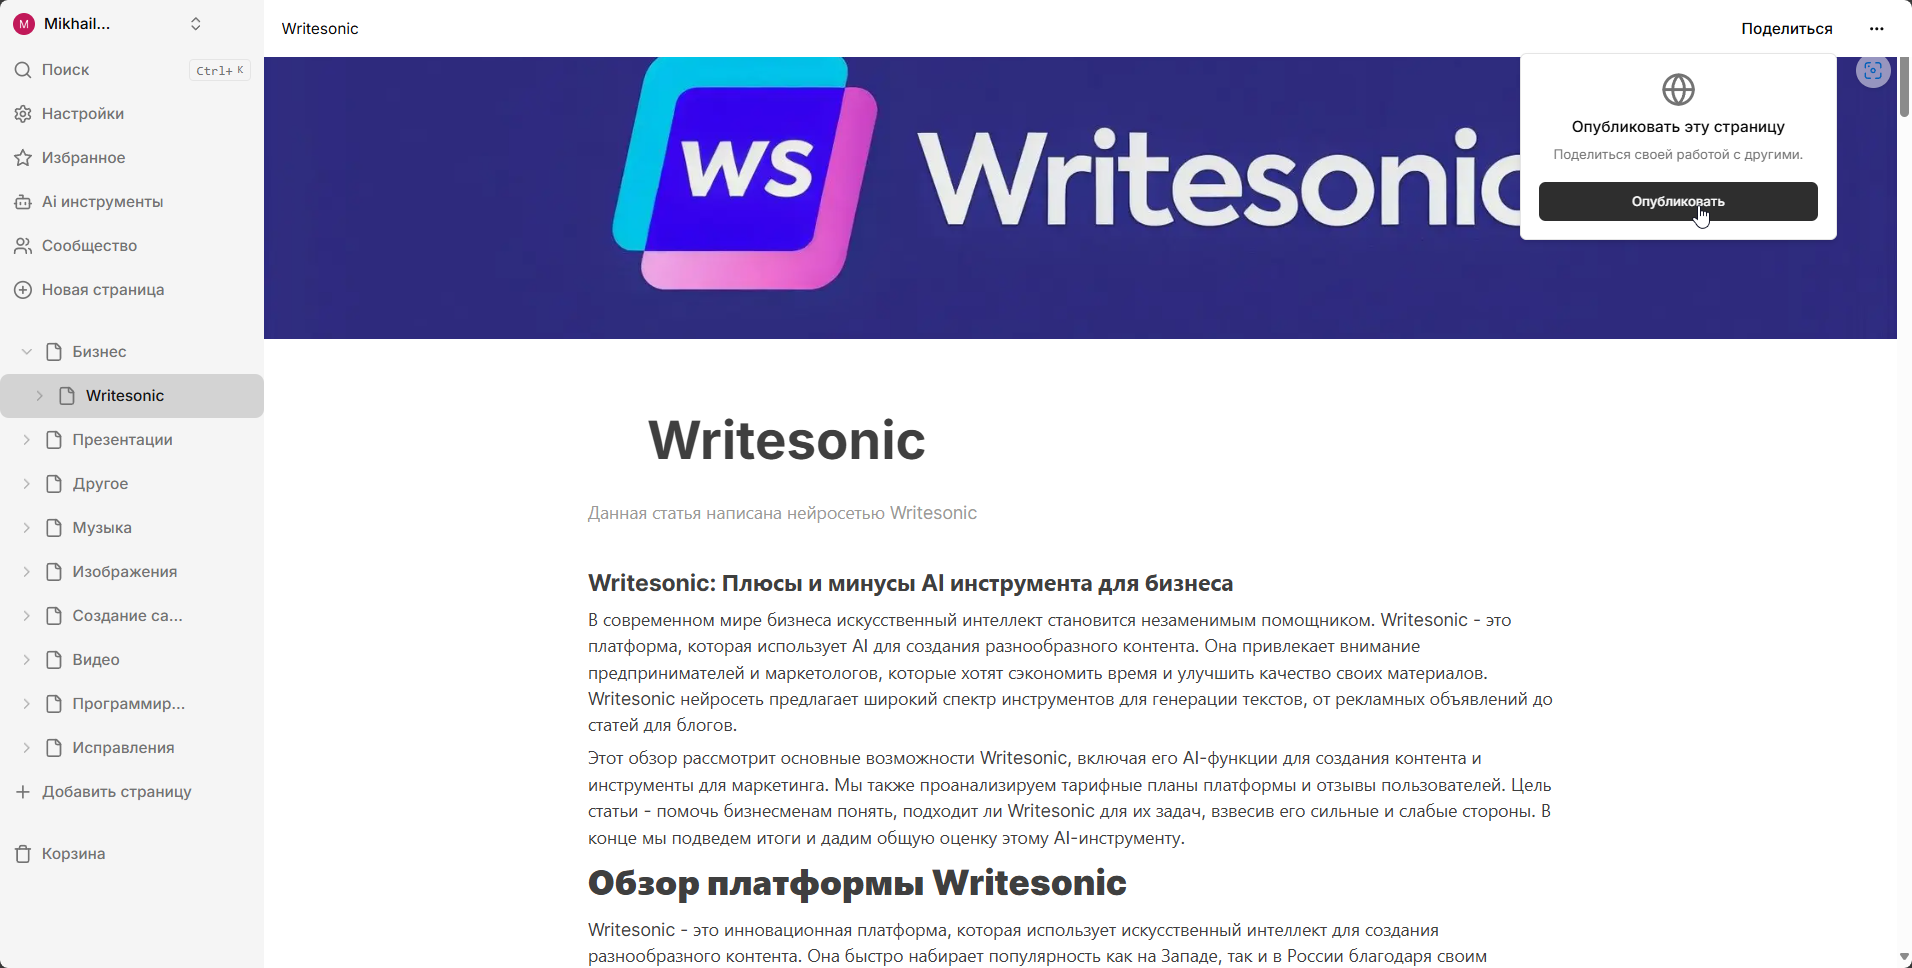 M Mikhail...
Поиск Ctrl+ K
Настройки
Избранное
Ai инструменты
Сообщество
Новая страница
Бизнес
Writesonic
Презентации
Другое
Музыка
Изображения
Создание са...
Видео
Программир...
Исправления
Добавить страницу
Корзина
Writesonic
Поделиться
WS Writesonic
Опубликовать эту страницу
Поделиться своей работой с другими.
Опубликовать
Writesonic
Данная статья написана нейросетью Writesonic
Writesonic: Плюсы и минусы AI инструмента для бизнеса
В современном мире бизнеса искусственный интеллект становится незаменимым помощником. Writesonic - это
платформа, которая использует AI для создания разнообразного контента. Она привлекает внимание
предпринимателей и маркетологов, которые хотят сэкономить время и улучшить качество своих материалов.
Writesonic нейросеть предлагает широкий спектр инструментов для генерации текстов, от рекламных объявлений до
статей для блогов.
Этот обзор рассмотрит основные возможности Writesonic, включая его AI-функции для создания контента и
инструменты для маркетинга. Мы также проанализируем тарифные планы платформы и отзывы пользователей. Цель
статьи - помочь бизнесменам понять, подходит ли Writesonic для их задач, взвесив его сильные и слабые стороны. В
конце мы подведем итоги и дадим общую оценку этому AI-инструменту.
Обзор платформы Writesonic
Writesonic - это инновационная платформа, которая использует искусственный интеллект для создания
разнообразного контента. Она быстро набирает популярность как на Западе, так и в России благодаря своим